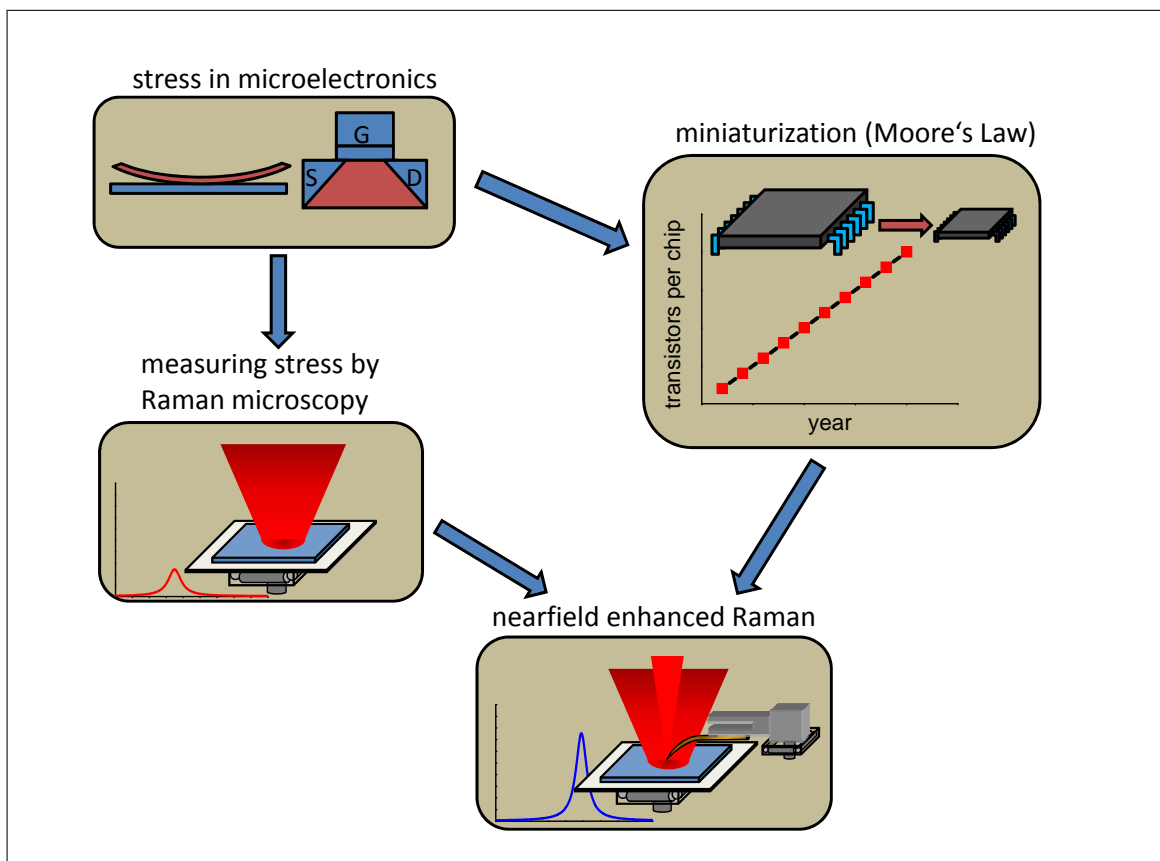 stress in microelectronics
G
S
D
miniaturization (Moore‘s Law)
transistors per chip
year
measuring stress by
Raman microscopy
nearfield enhanced Raman